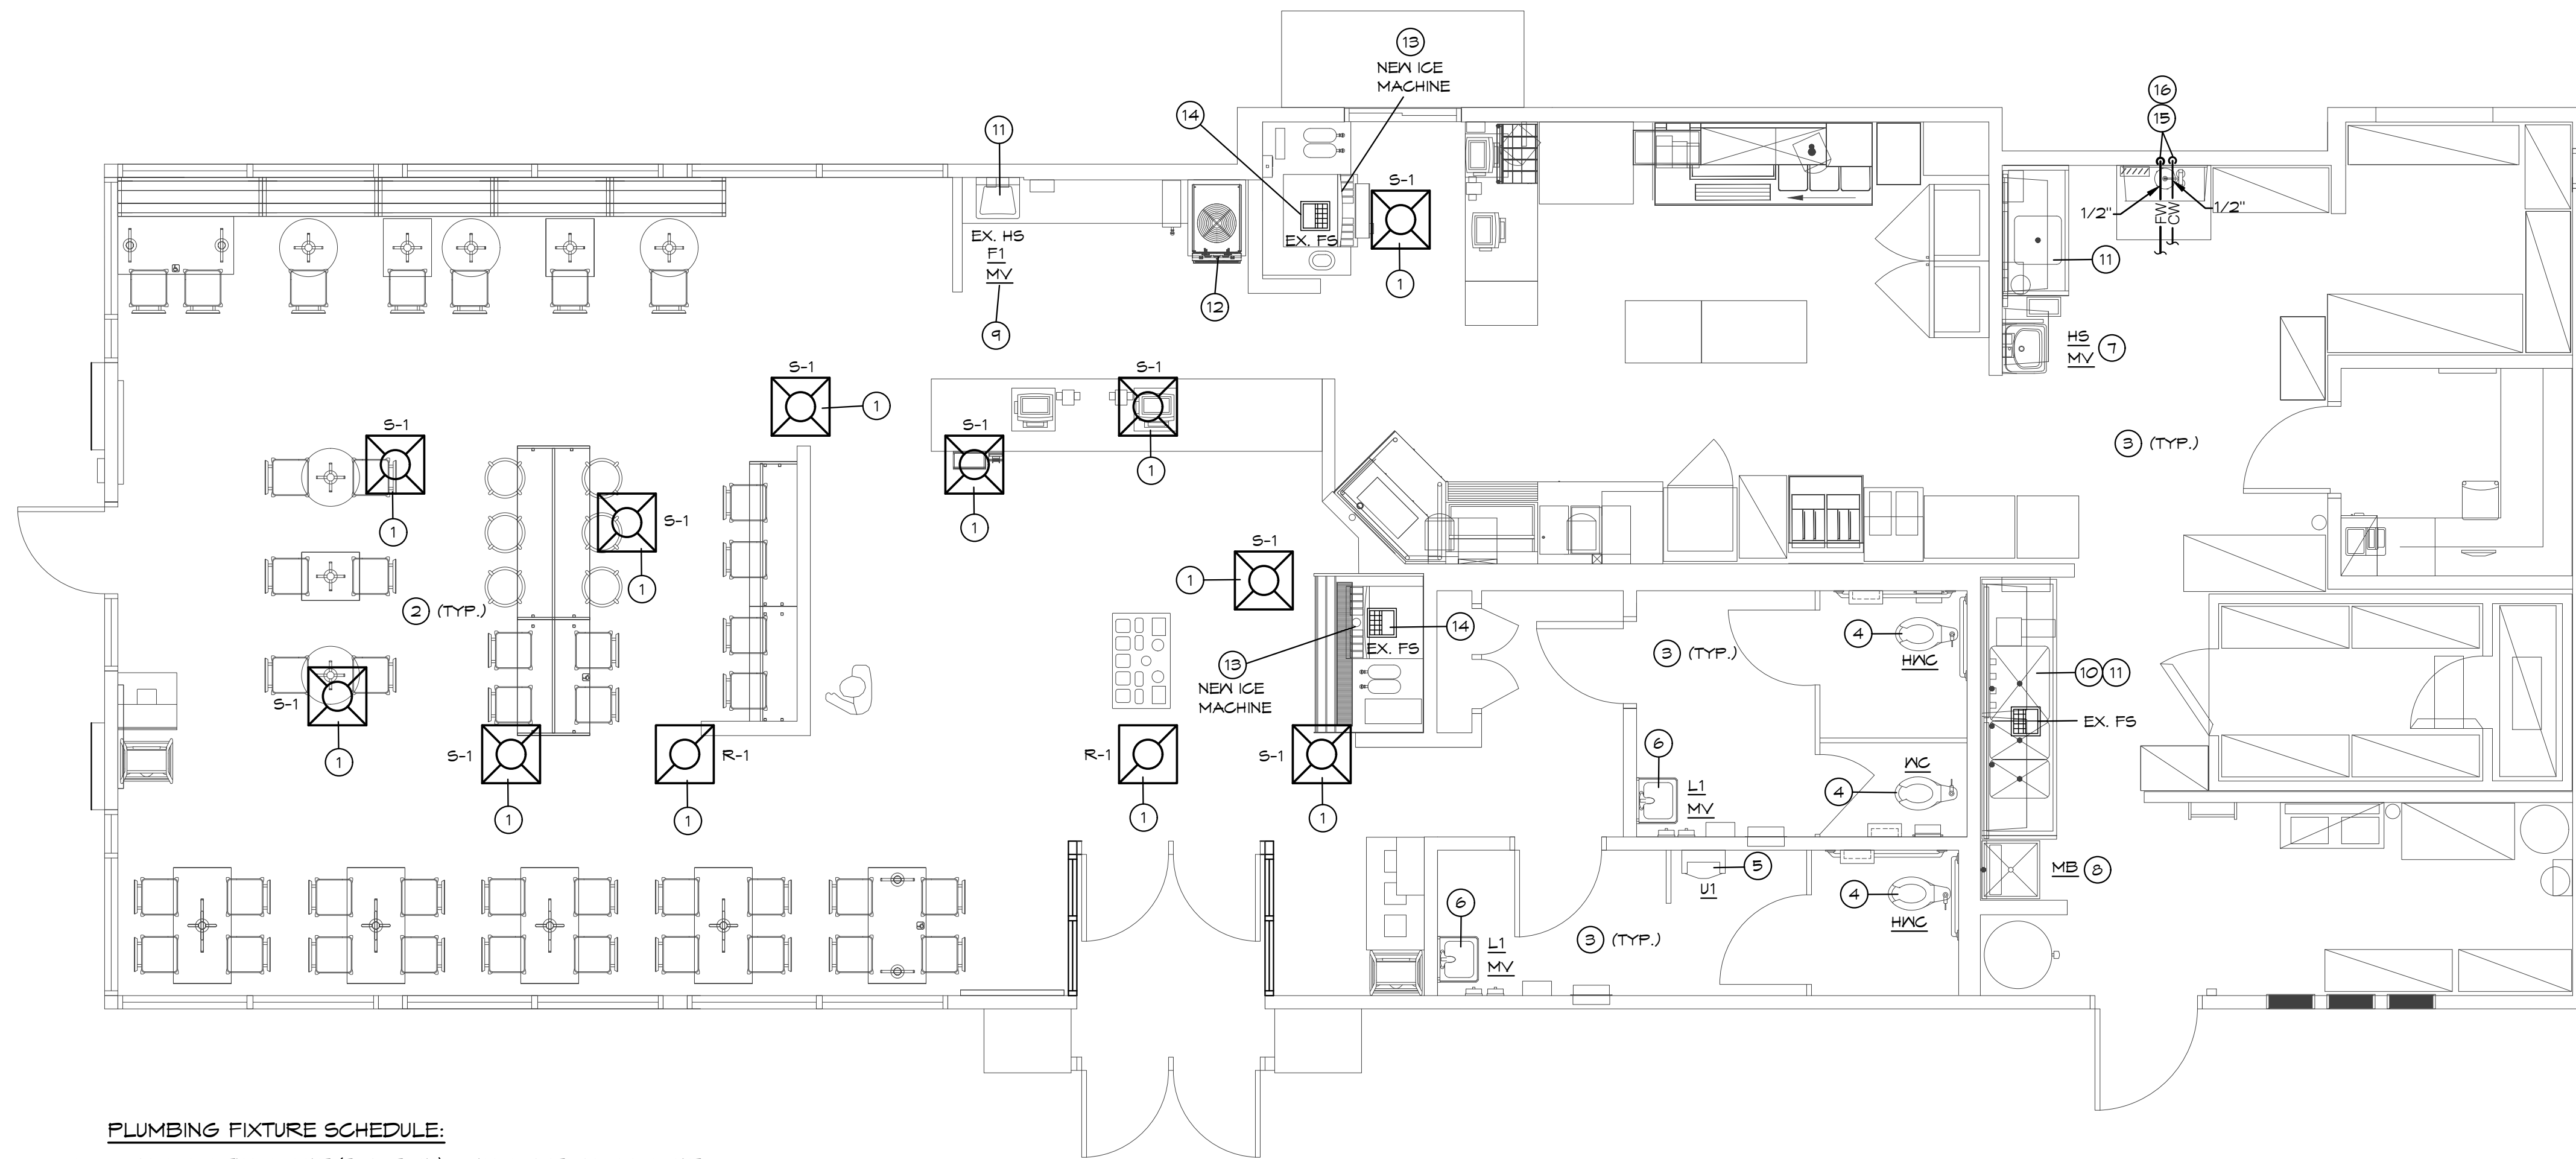 13
NEW ICE
MACHINE
14
11
16
15
S-1
1/2"
FW
CW
1/2"
EX. HS
F1
MV
EX. FS
11
12
1
9
HS
MV
7
S-1
1
S-1
1
S-1
1
S-1
1
S-1
1
3 (TYP.)
S-1
1
2 (TYP.)
14
EX. FS
13
NEW ICE
MACHINE
3 (TYP.)
4
HWC
10
11
EX. FS
S-1
1
S-1
1
R-1
1
R-1
1
S-1
1
6
L1
MV
WC
4
5
U1
MB
8
4
HWC
6
L1
MV
3 (TYP.)
PLUMBING FIXTURE SCHEDULE: